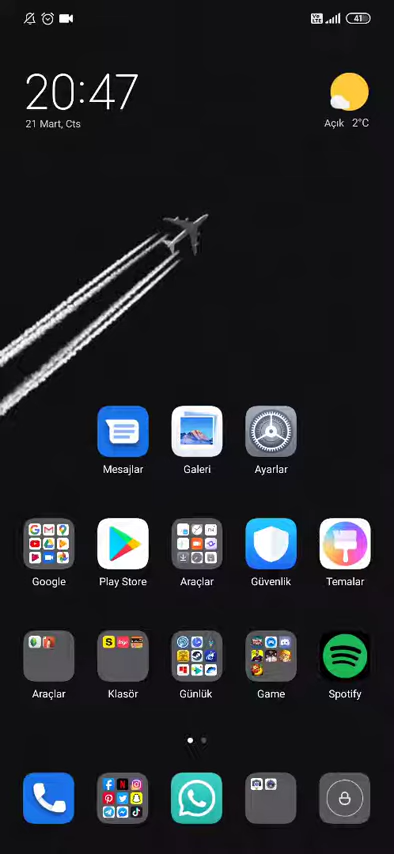 41
20:47
21 Mart, Cts
Açık 2°C
Mesajlar Galeri Ayarlar
Google Play Store Araçlar Güvenlik Temalar
Araçlar Klasör Günlük Game Spotify